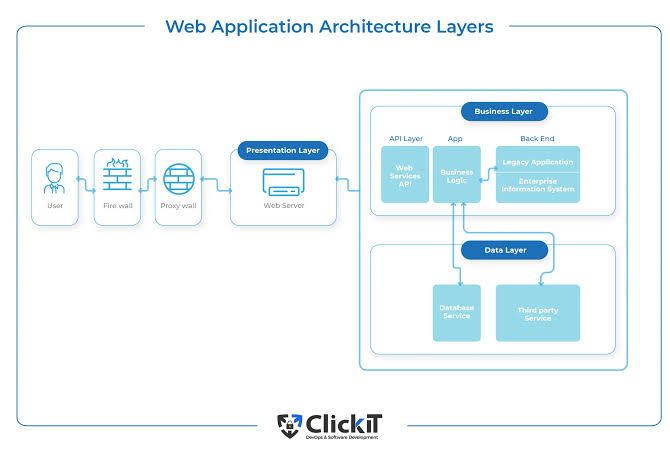 Web Application Architecture Layers
Business Layer
API Layer
App
Back End
Presentation Layer
Web
Services
API
Business
Logic
Legacy Application
Enterprise
Information System
User
Fire wall
Proxy wall
Web Server
Data Layer
Database
Service
Third party
Service
ClickIT
DevOps & Software Development